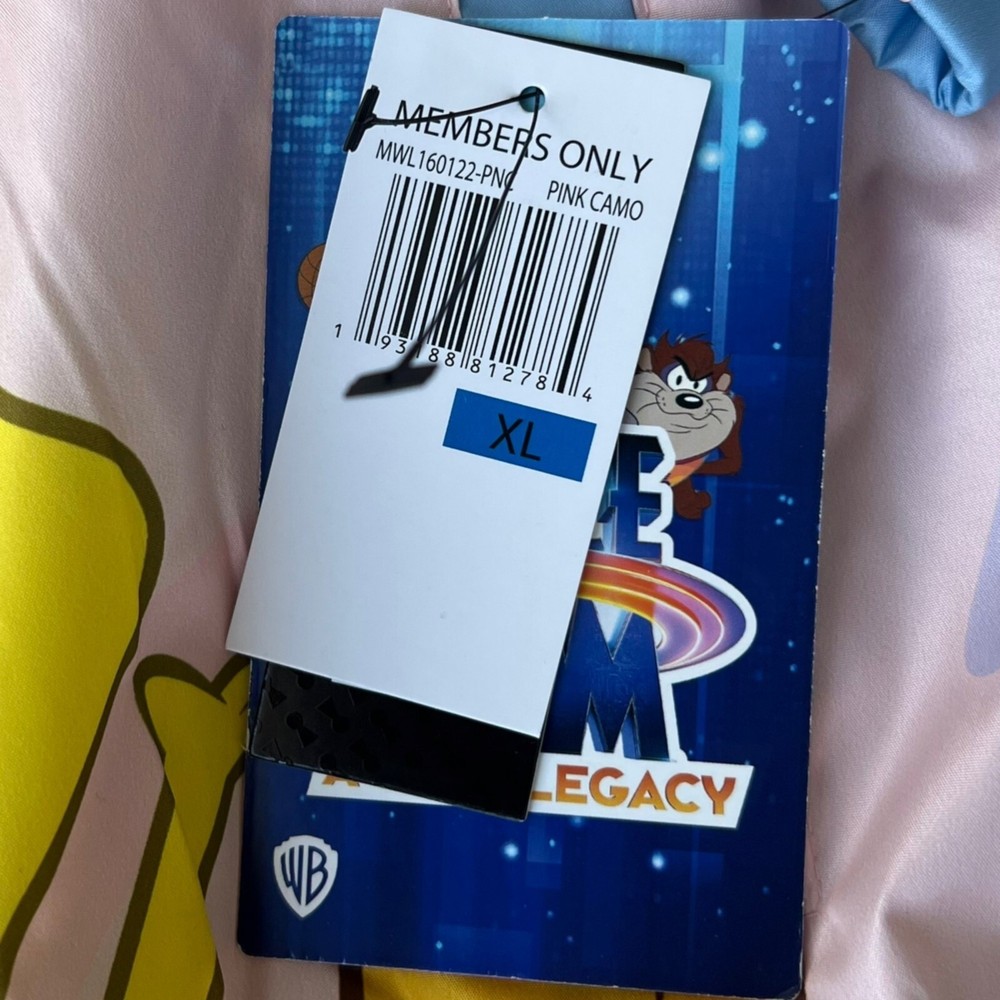 MEMBERS ONLY
MWL160122-PNC PINK CAMO
1 93188 81278 4
XL
LEGACY
WB